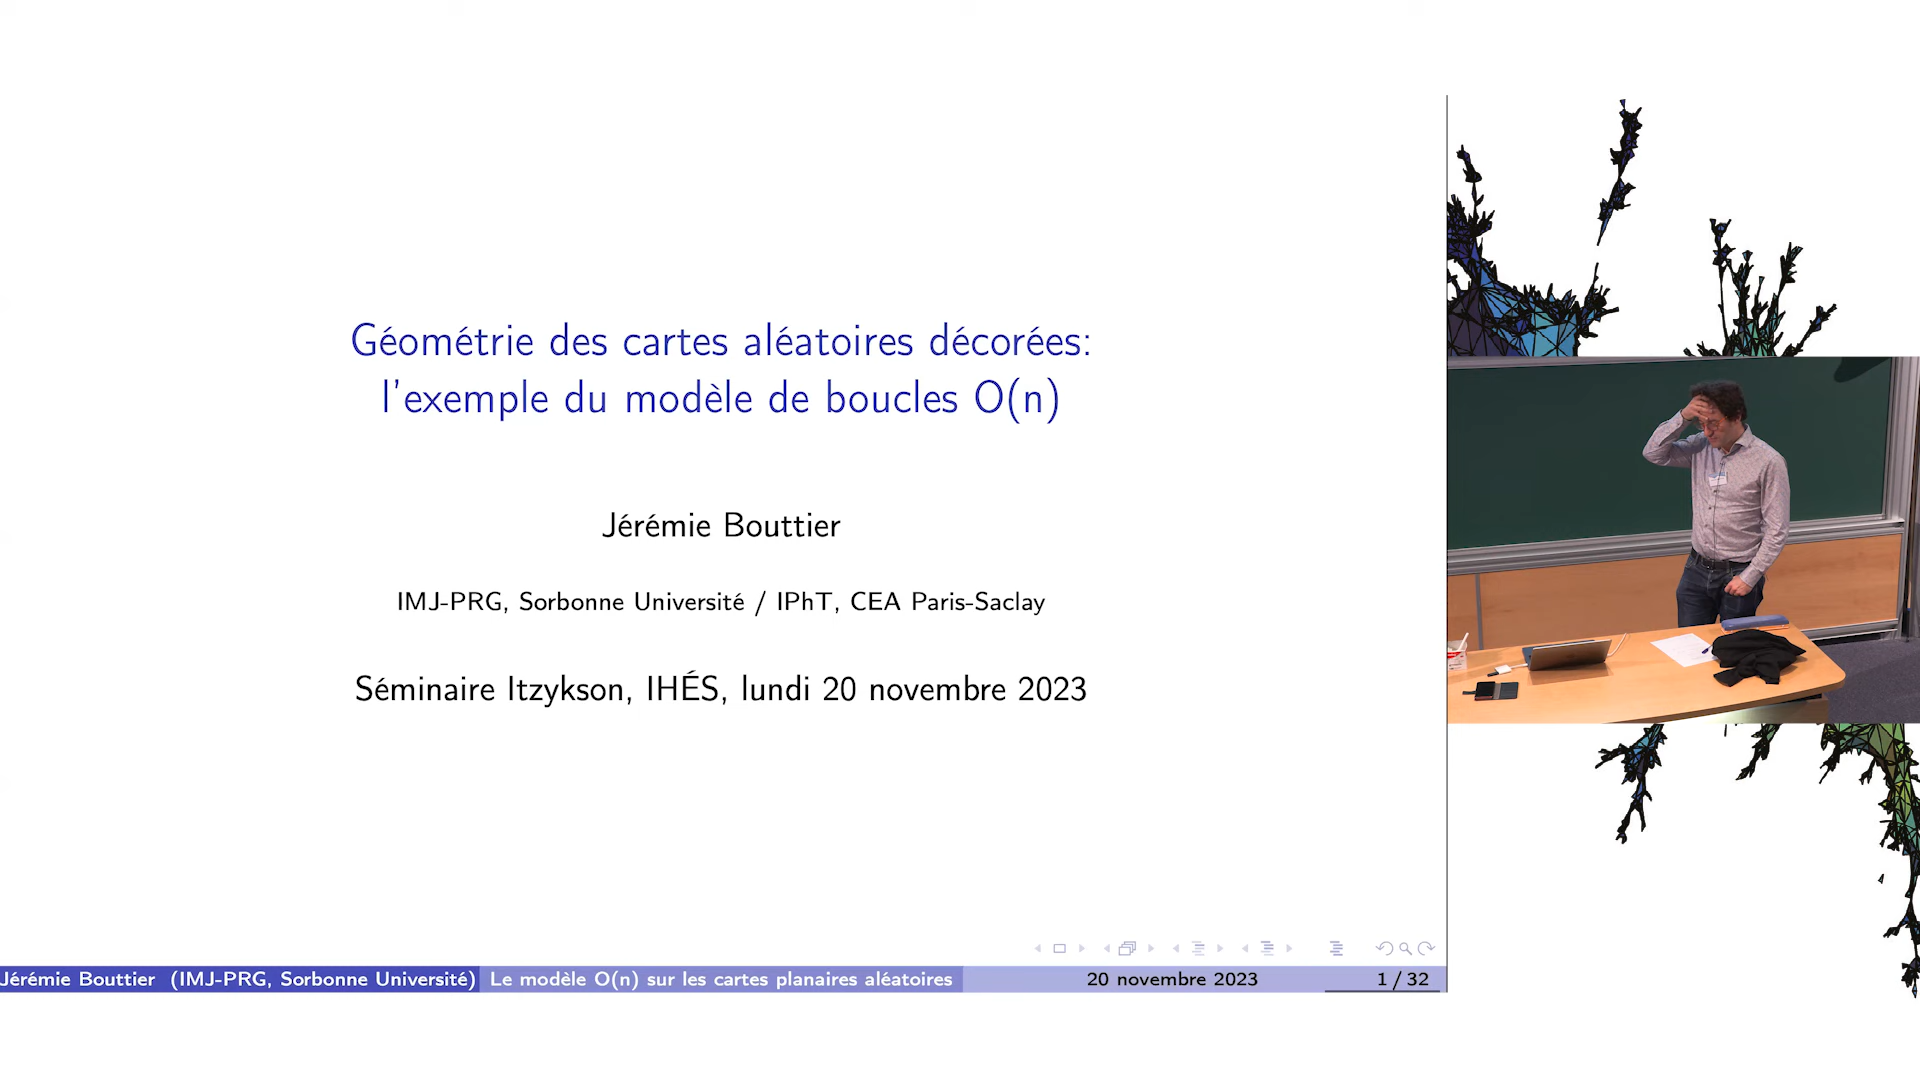 Géométrie des cartes aléatoires décorées:
l'exemple du modèle de boucles O(n)
Jérémie Bouttier
IMJ-PRG, Sorbonne Université / IPhT, CEA Paris-Saclay
Séminaire Itzykson, IHÉS, lundi 20 novembre 2023
Jérémie Bouttier (IMJ-PRG, Sorbonne Université) Le modèle O(n) sur les cartes planaires aléatoires 20 novembre 2023 1 / 32